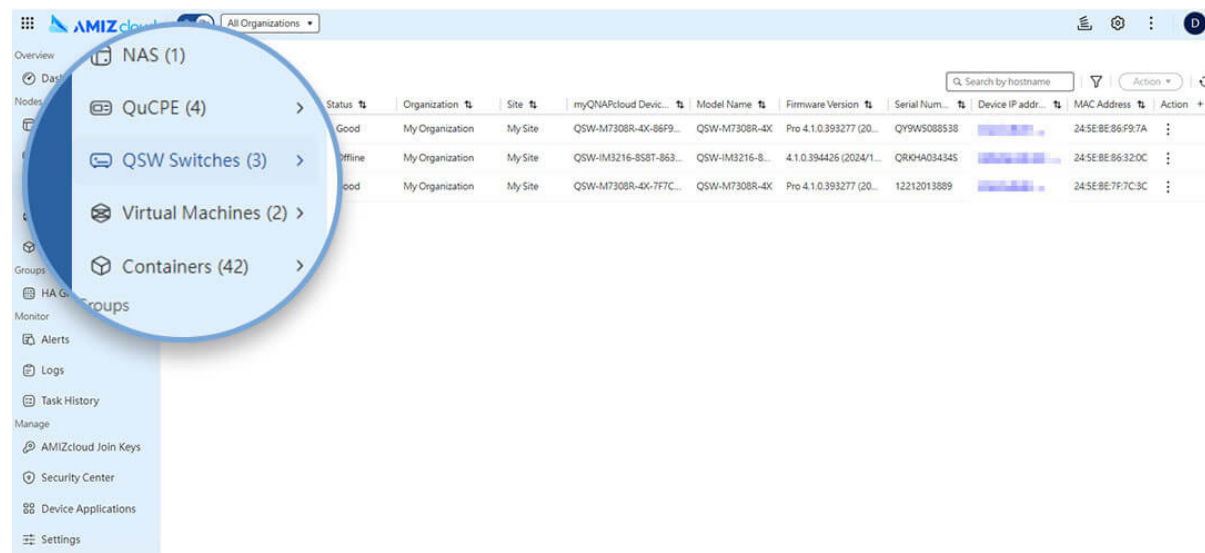 AMIZcloud
All Organizations
D
Overview
Nodes
NAS (1)
QuCPE (4)
QSW Switches (3)
Virtual Machines (2)
Containers (42)
Groups
Groups
Monitor
Alerts
Logs
Task History
Manage
AMIZcloud Join Keys
Security Center
Device Applications
Settings
Search by hostname
Action
Status Organization Site myQNAPcloud Devic... Model Name Firmware Version Serial Num... Device IP addr... MAC Address Action +
Good My Organization My Site QSW-M7308R-4X-86F9... QSW-M7308R-4X Pro 4.1.0.393277 (20... QY9W5088538 24:5E:BE:86:F9:7A
Offline My Organization My Site QSW-IM3216-8S8T-863... QSW-IM3216-8... 4.1.0.394426 (2024/1... QRKHA03434S 24:5E:BE:86:32:0C
Good My Organization My Site QSW-M7308R-4X-7F7C... QSW-M7308R-4X Pro 4.1.0.393277 (20... 12212013889 24:5E:BE:7F:7C:3C